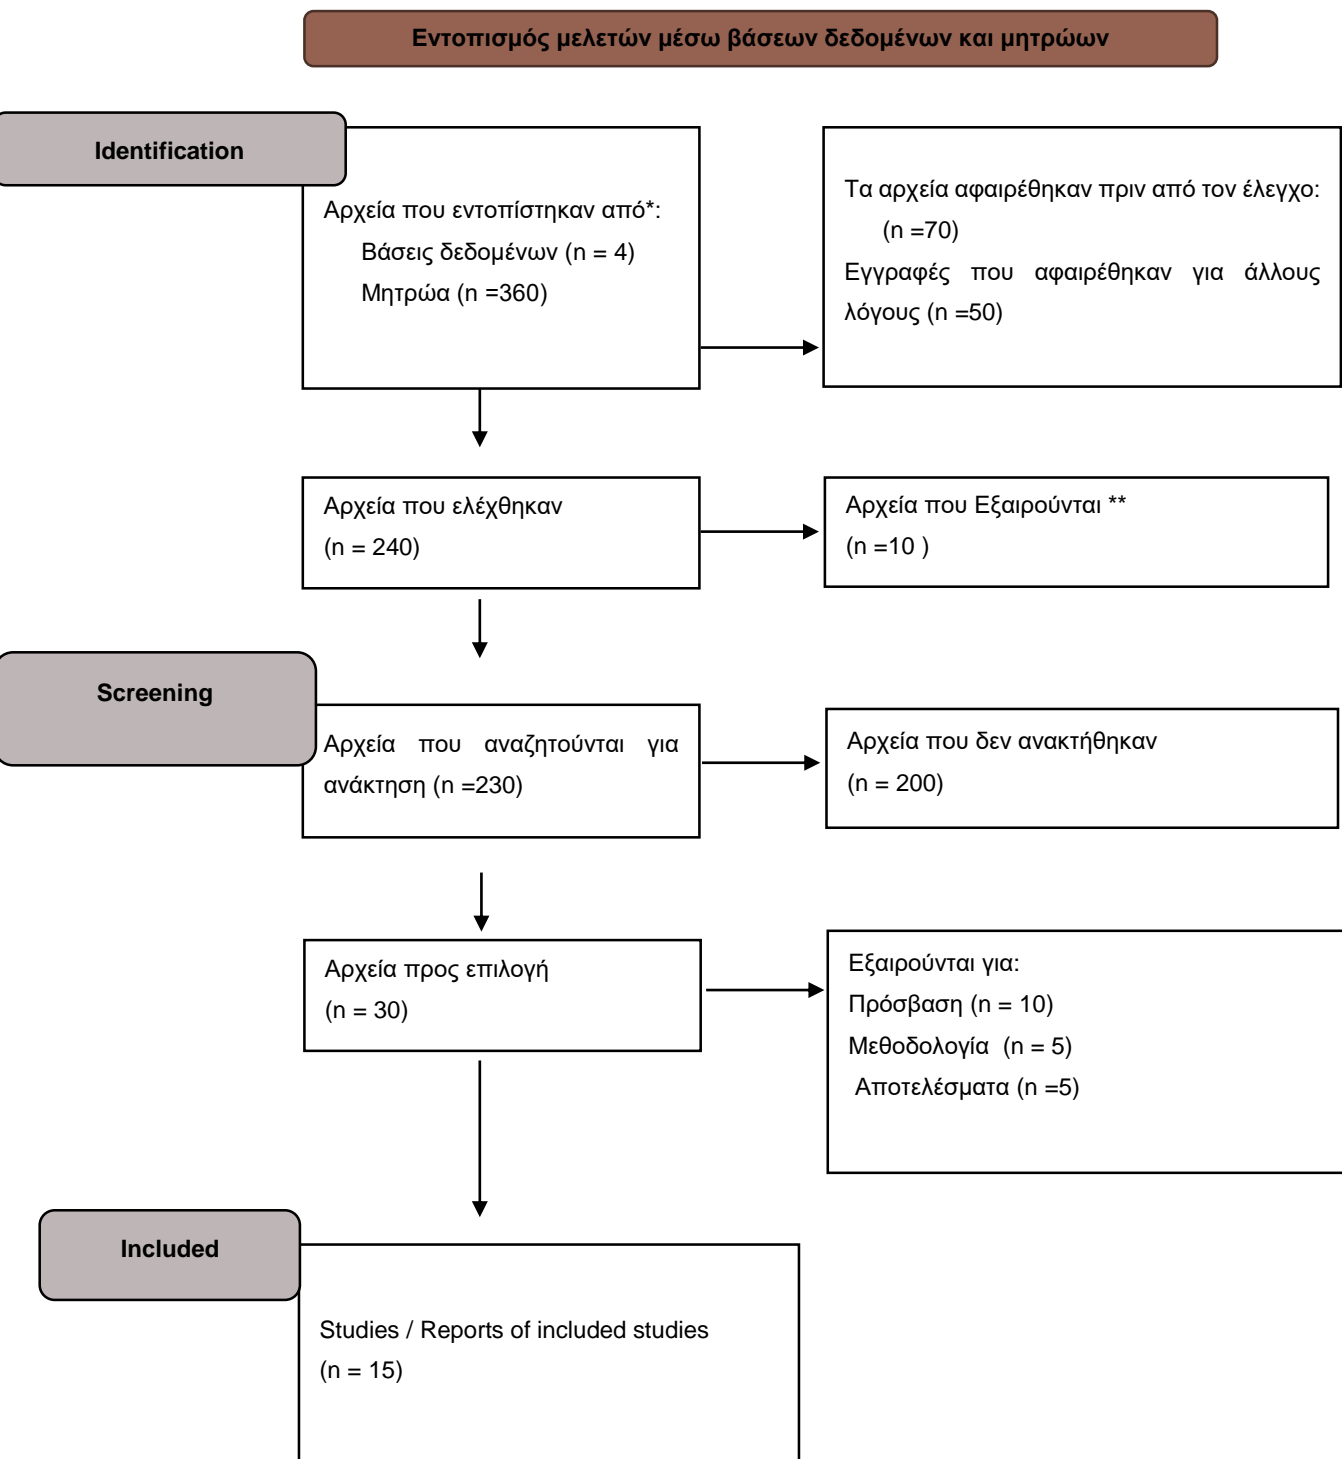 Εντοπισμός μελετών μέσω βάσεων δεδομένων και μητρώων
Identification
Αρχεία που εντοπίστηκαν από*:
Βάσεις δεδομένων (n = 4)
Μητρώα (n =360)
Τα αρχεία αφαιρέθηκαν πριν από τον έλεγχο:
(n =70)
Εγγραφές που αφαιρέθηκαν για άλλους
λόγους (n =50)
Αρχεία που ελέχθηκαν
(n = 240)
Αρχεία που Εξαιρούνται **
(n =10 )
Screening
Αρχεία που αναζητούνται για
ανάκτηση (n =230)
Αρχεία που δεν ανακτήθηκαν
(n = 200)
Αρχεία προς επιλογή
(n = 30)
Εξαιρούνται για:
Πρόσβαση (n = 10)
Μεθοδολογία (n = 5)
Αποτελέσματα (n =5)
Included
Studies / Reports of included studies
(n = 15)